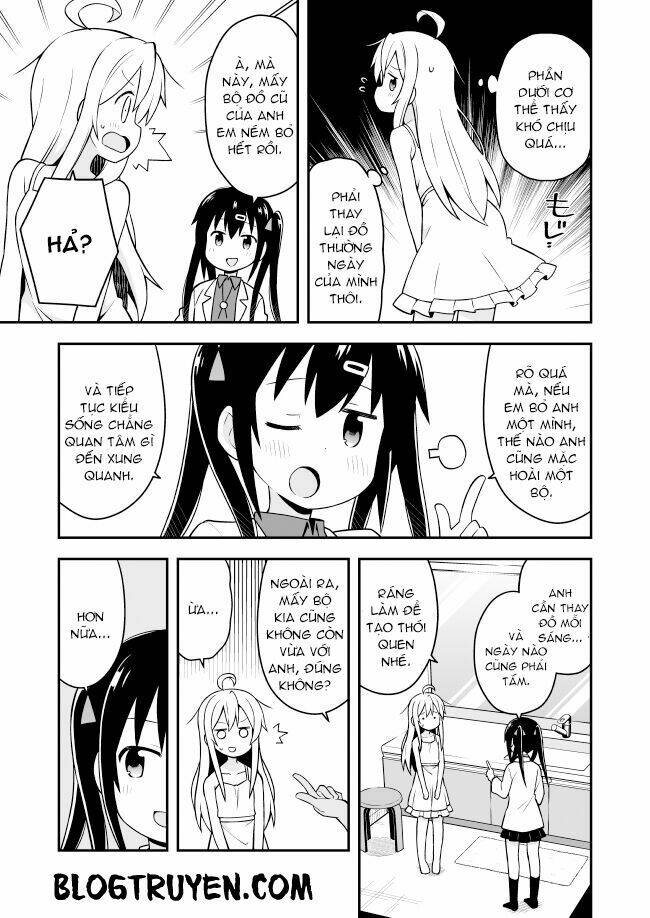 PHẦN
DƯỚI CƠ
THỂ THẤY
KHÓ CHỊU
QUÁ...
もじ
PHẢI
THAY
LẠI ĐỒ
THƯỜNG
NGÀY
CỦA MÌNH
THÔI.
À, MÀ
NÀY, MẤY
BỘ ĐỒ CŨ
CỦA ANH
EM NÉM BỎ
HẾT RỒI.
HẢ?
RÕ QUÁ
MÀ, NẾU
EM BỎ ANH
MỘT MÌNH,
THẾ NÀO ANH
CŨNG MẶC
HOÀI MỘT
BỘ.
VÀ TIẾP
TỤC KIỂU
SỐNG CHẲNG
QUAN TÂM GÌ
ĐẾN XUNG
QUANH.
ANH
CẦN THAY
ĐỒ MỖI
SÁNG...
VÀ
NGÀY NÀO
CŨNG PHẢI
TẮM.
RÁNG
LÀM ĐỂ
TẠO THÓI
QUEN
NHÉ.
NGOÀI RA,
MẤY BỘ
KIA CŨNG
KHÔNG CÒN
VỪA VỚI
ANH, ĐÚNG
KHÔNG?
ỪA...
HƠN
NỮA...
BLOGTRUYEN.COM